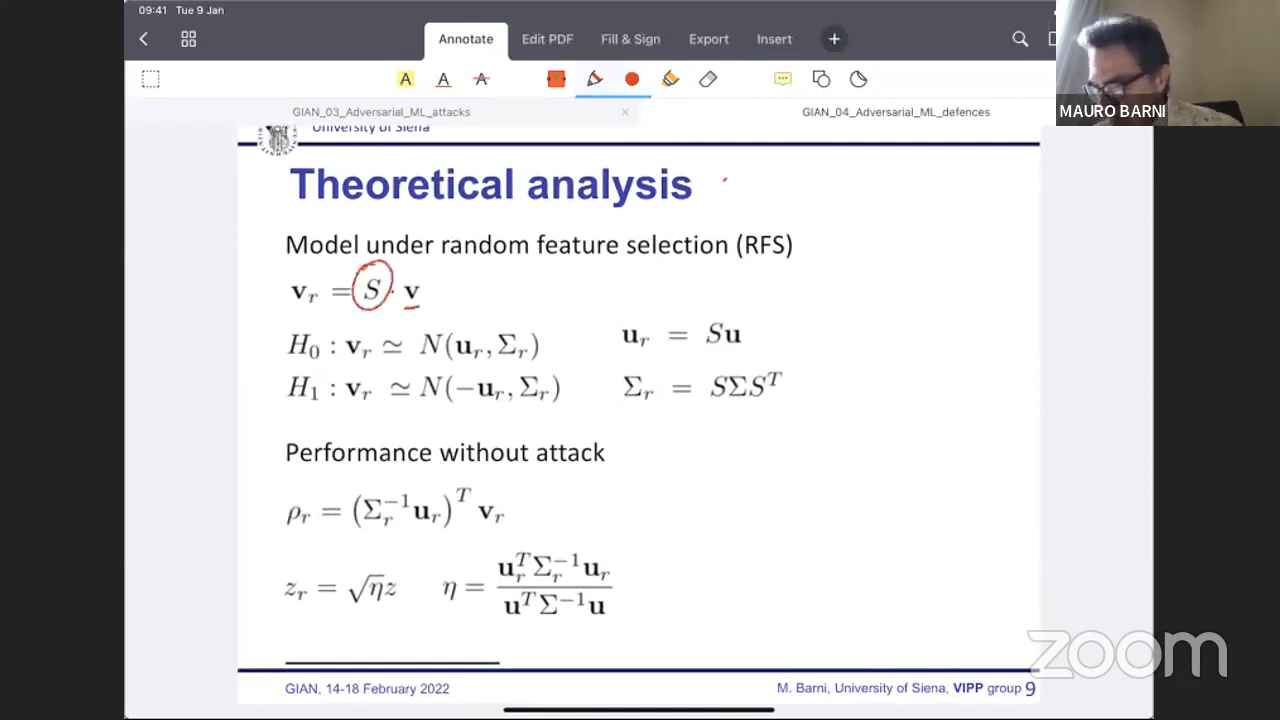 09:41 Tue 9 Jan
Annotate Edit PDF Fill & Sign Export Insert +
A A A
GIAN_03_Adversarial_ML_attacks × GIAN_04_Adversarial_ML_defences
MAURO BARNI
University of Siena
Theoretical analysis
Model under random feature selection (RFS)
v_r = S · v
H_0 : v_r ≃ N(u_r, Σ_r) u_r = Su
H_1 : v_r ≃ N(−u_r, Σ_r) Σ_r = SΣS^T
Performance without attack
ρ_r = (Σ_r^{−1} u_r)^T v_r
z_r = √η z η = u_r^T Σ_r^{−1} u_r / u^T Σ^{−1} u
zoom
GIAN, 14-18 February 2022 M. Barni, University of Siena, VIPP group 9